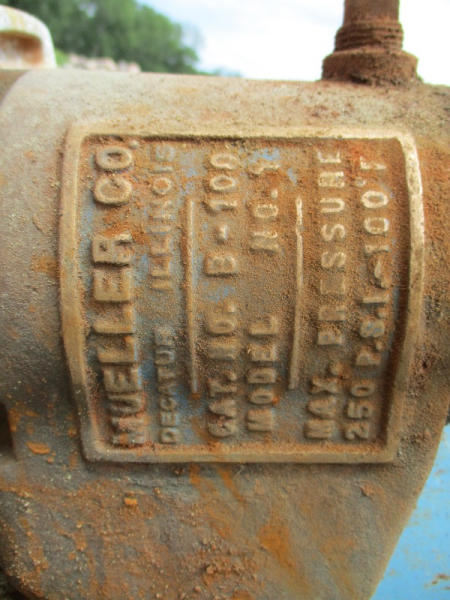 MUELLER CO.
DECATUR ILLINOIS
CAT. NO. B-100
MODEL NO. 1
MAX. PRESSURE
250 P.S.I.-100°F